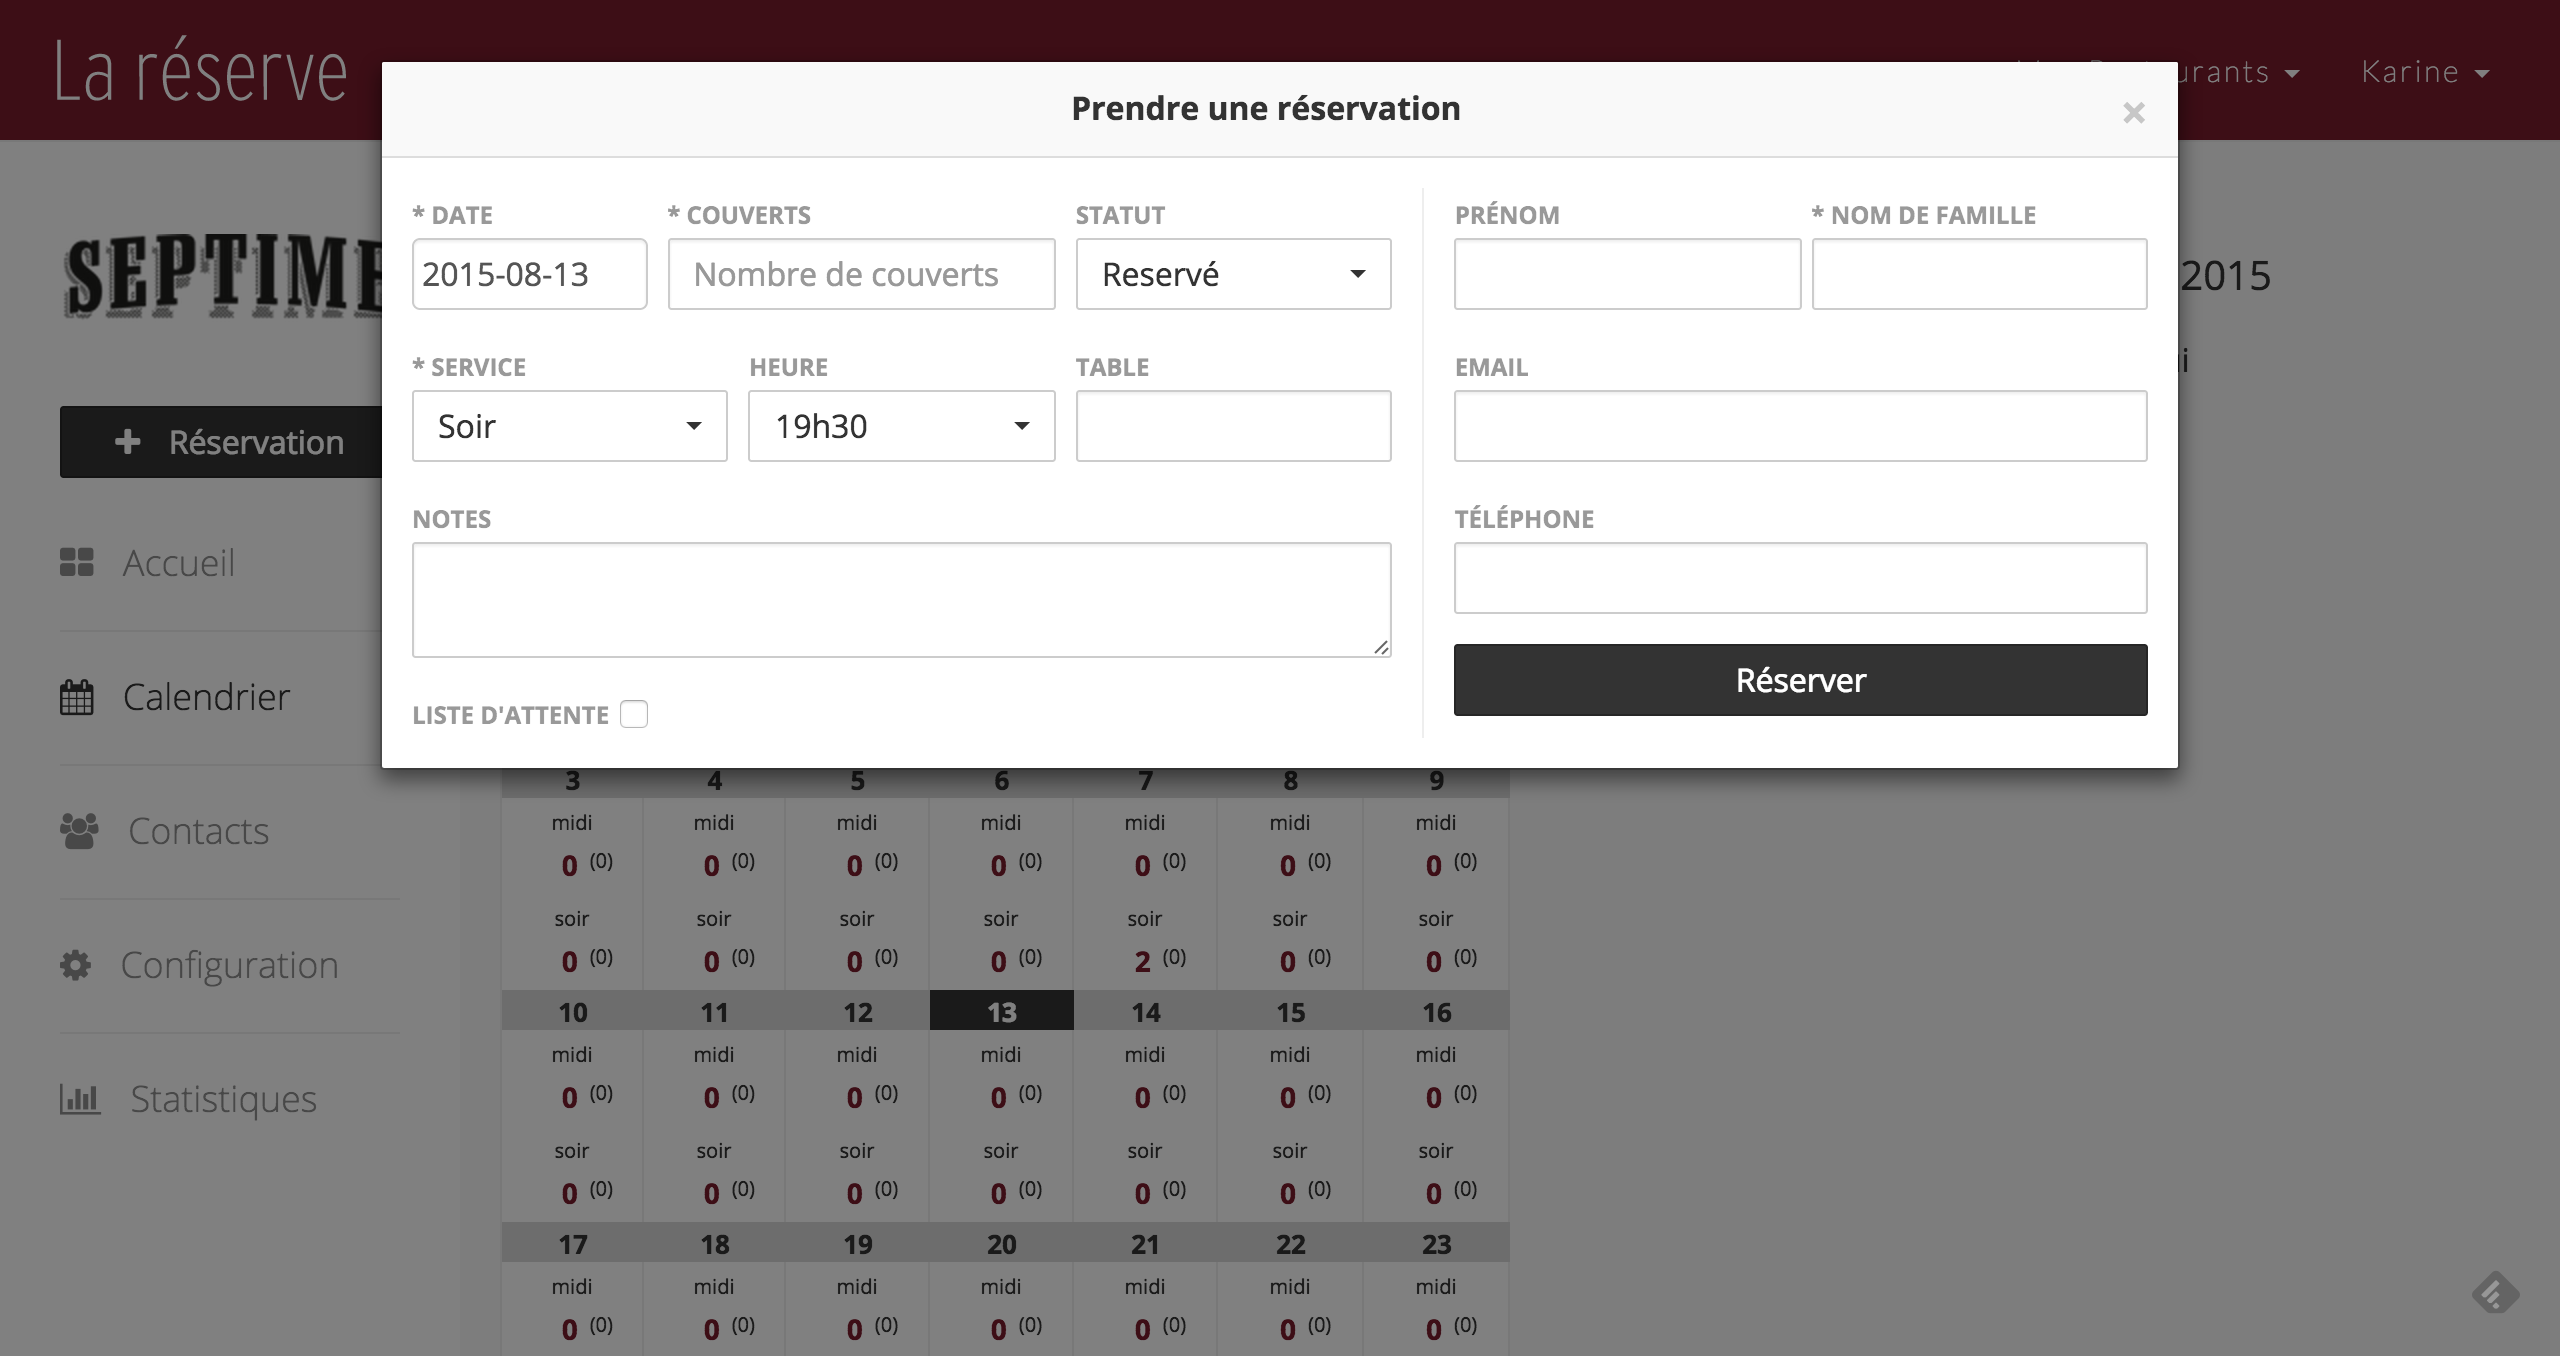 La réserve
urants
Karine
Prendre une réservation
×
* DATE
* COUVERTS
STATUT
PRÉNOM
* NOM DE FAMILLE
2015-08-13
Nombre de couverts
Reservé
SEPTIME
2015
* SERVICE
HEURE
TABLE
EMAIL
Soir
19h30
Réservation
NOTES
TÉLÉPHONE
Accueil
Réserver
Calendrier
LISTE D'ATTENTE
3 4 5 6 7 8 9
midi midi midi midi midi midi midi
0 (0) 0 (0) 0 (0) 0 (0) 0 (0) 0 (0) 0 (0)
Contacts
soir soir soir soir soir soir soir
0 (0) 0 (0) 0 (0) 0 (0) 2 (0) 0 (0) 0 (0)
Configuration
10 11 12 13 14 15 16
midi midi midi midi midi midi midi
0 (0) 0 (0) 0 (0) 0 (0) 0 (0) 0 (0) 0 (0)
Statistiques
soir soir soir soir soir soir soir
0 (0) 0 (0) 0 (0) 0 (0) 0 (0) 0 (0) 0 (0)
17 18 19 20 21 22 23
midi midi midi midi midi midi midi
0 (0) 0 (0) 0 (0) 0 (0) 0 (0) 0 (0) 0 (0)